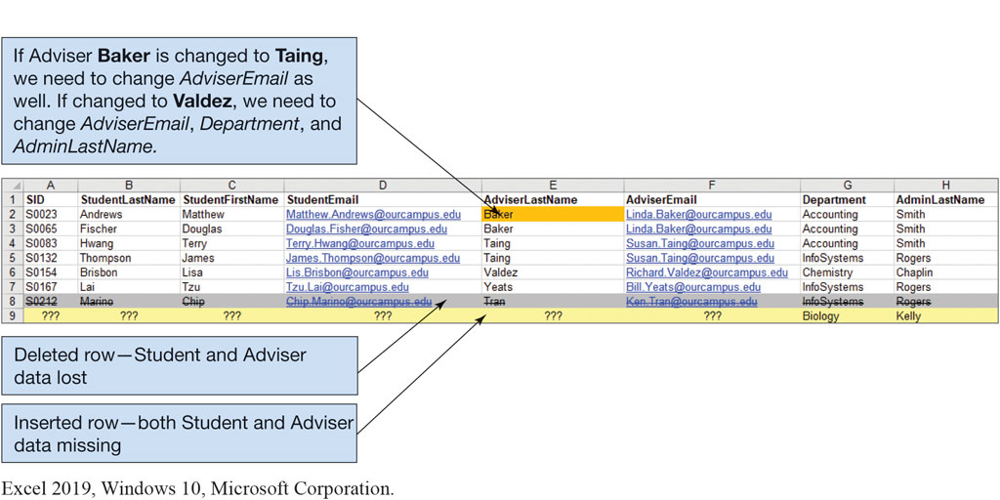 If Adviser Baker is changed to Taing,
we need to change AdviserEmail as
well. If changed to Valdez, we need to
change AdviserEmail, Department, and
AdminLastName.
A B C D E F G H
1 SID StudentLastName StudentFirstName StudentEmail AdviserLastName AdviserEmail Department AdminLastName
2 S0023 Andrews Matthew Matthew.Andrews@ourcampus.edu Baker Linda.Baker@ourcampus.edu Accounting Smith
3 S0065 Fischer Douglas Douglas.Fisher@ourcampus.edu Baker Linda.Baker@ourcampus.edu Accounting Smith
4 S0083 Hwang Terry Terry.Hwang@ourcampus.edu Taing Susan.Taing@ourcampus.edu Accounting Smith
5 S0132 Thompson James James.Thompson@ourcampus.edu Taing Susan.Taing@ourcampus.edu InfoSystems Rogers
6 S0154 Brisbon Lisa Lis.Brisbon@ourcampus.edu Valdez Richard.Valdez@ourcampus.edu Chemistry Chaplin
7 S0167 Lai Tzu Tzu.Lai@ourcampus.edu Yeats Bill.Yeats@ourcampus.edu InfoSystems Rogers
8 S0212 Marino Chip Chip.Marino@ourcampus.edu Tran Ken.Tran@ourcampus.edu InfoSystems Rogers
9 ??? ??? ??? ??? ??? ??? Biology Kelly
Deleted row—Student and Adviser
data lost
Inserted row—both Student and Adviser
data missing
Excel 2019, Windows 10, Microsoft Corporation.